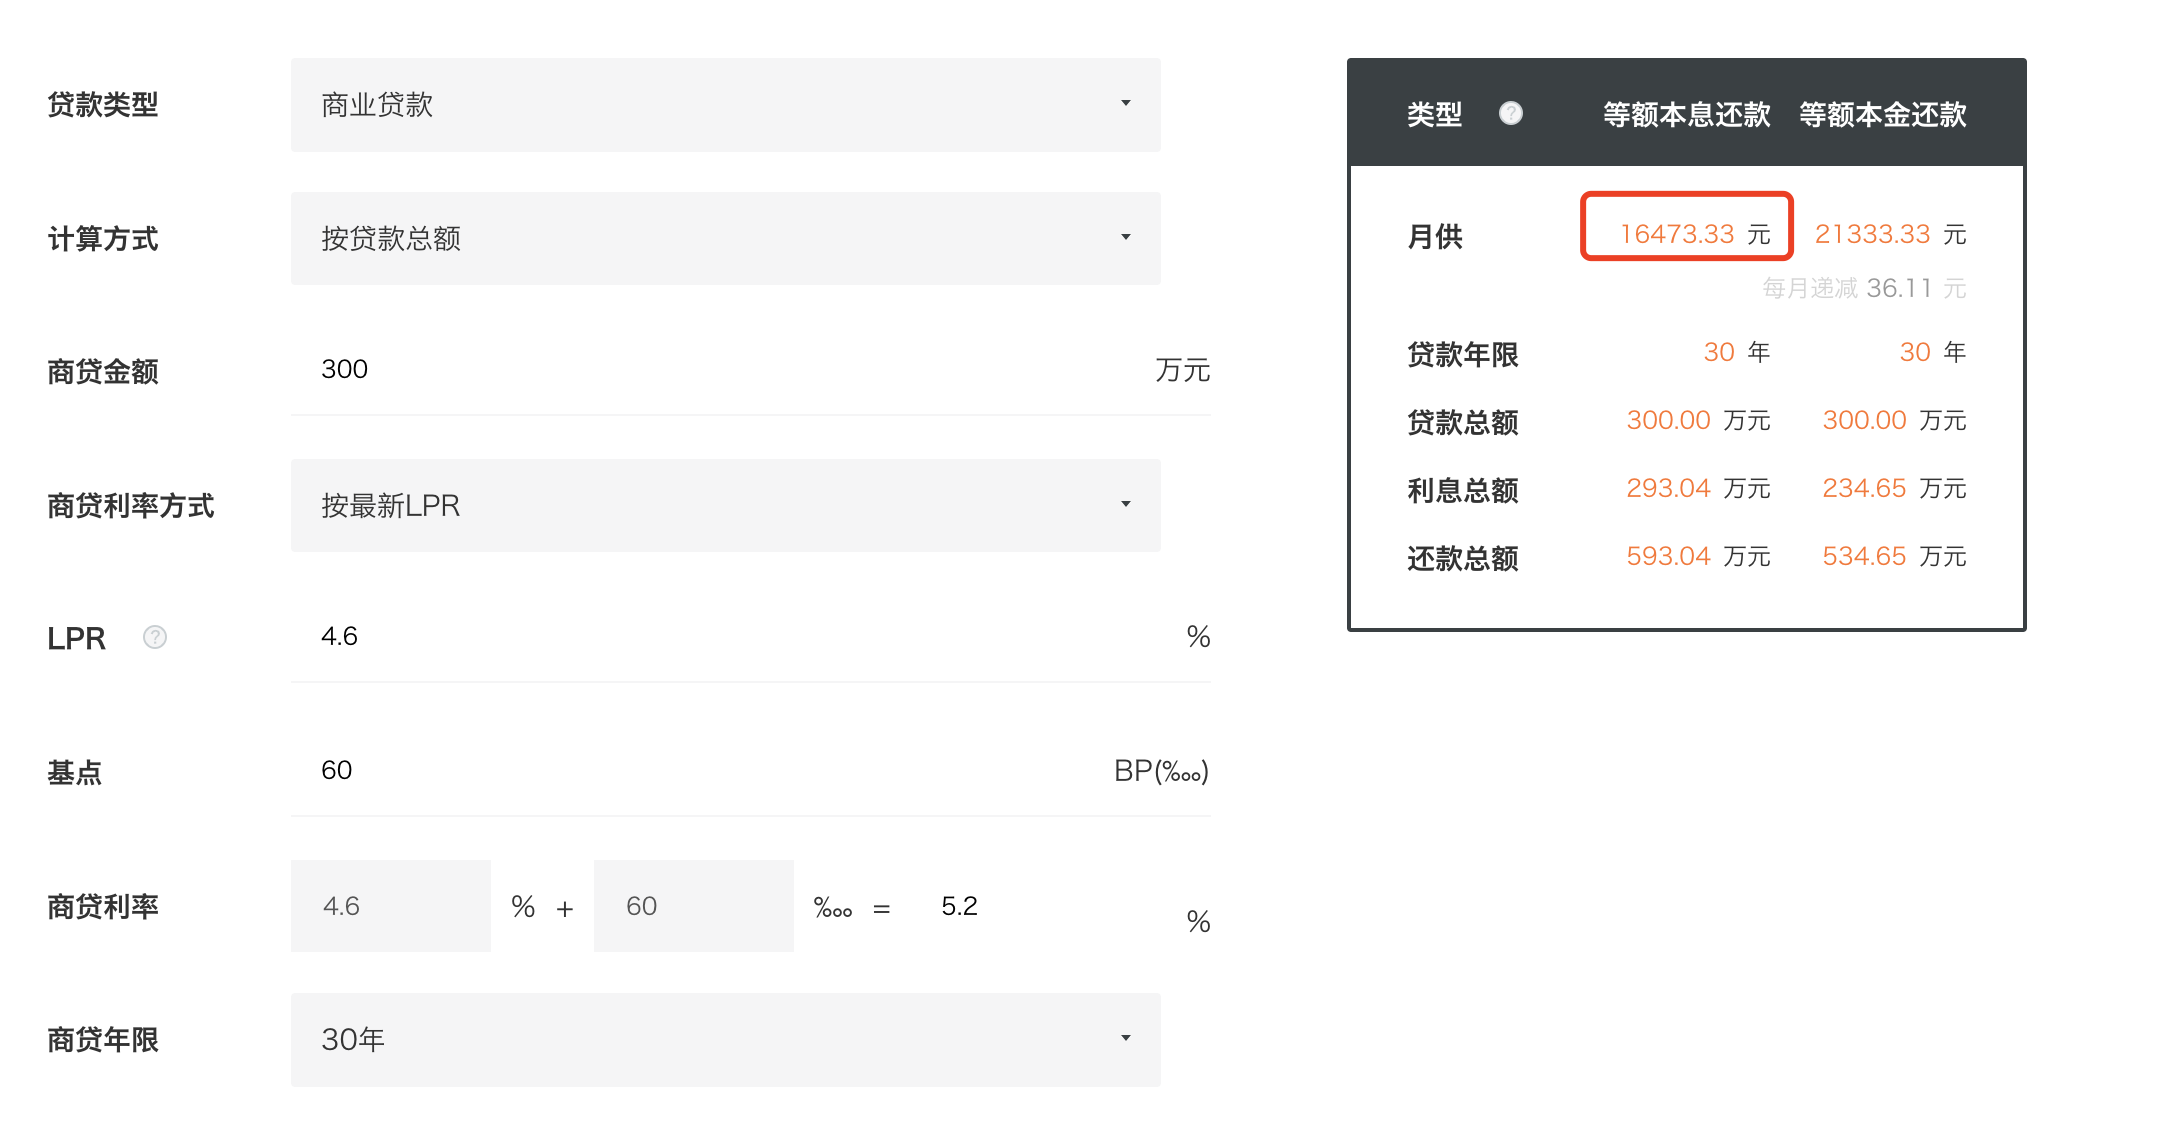 贷款类型 商业贷款
计算方式 按贷款总额
商贷金额 300 万元
商贷利率方式 按最新LPR
LPR ? 4.6 %
基点 60 BP(‱)
商贷利率 4.6 % + 60 ‱ = 5.2 %
商贷年限 30年
类型 ? 等额本息还款 等额本金还款
月供 16473.33 元 21333.33 元
每月递减 36.11 元
贷款年限 30 年 30 年
贷款总额 300.00 万元 300.00 万元
利息总额 293.04 万元 234.65 万元
还款总额 593.04 万元 534.65 万元